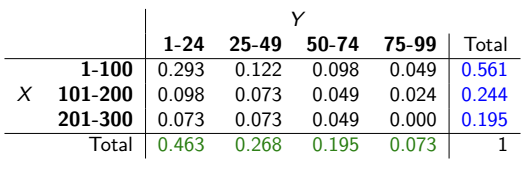 Y
1-24 25-49 50-74 75-99 Total
1-100 0.293 0.122 0.098 0.049 0.561
X 101-200 0.098 0.073 0.049 0.024 0.244
201-300 0.073 0.073 0.049 0.000 0.195
Total 0.463 0.268 0.195 0.073 1